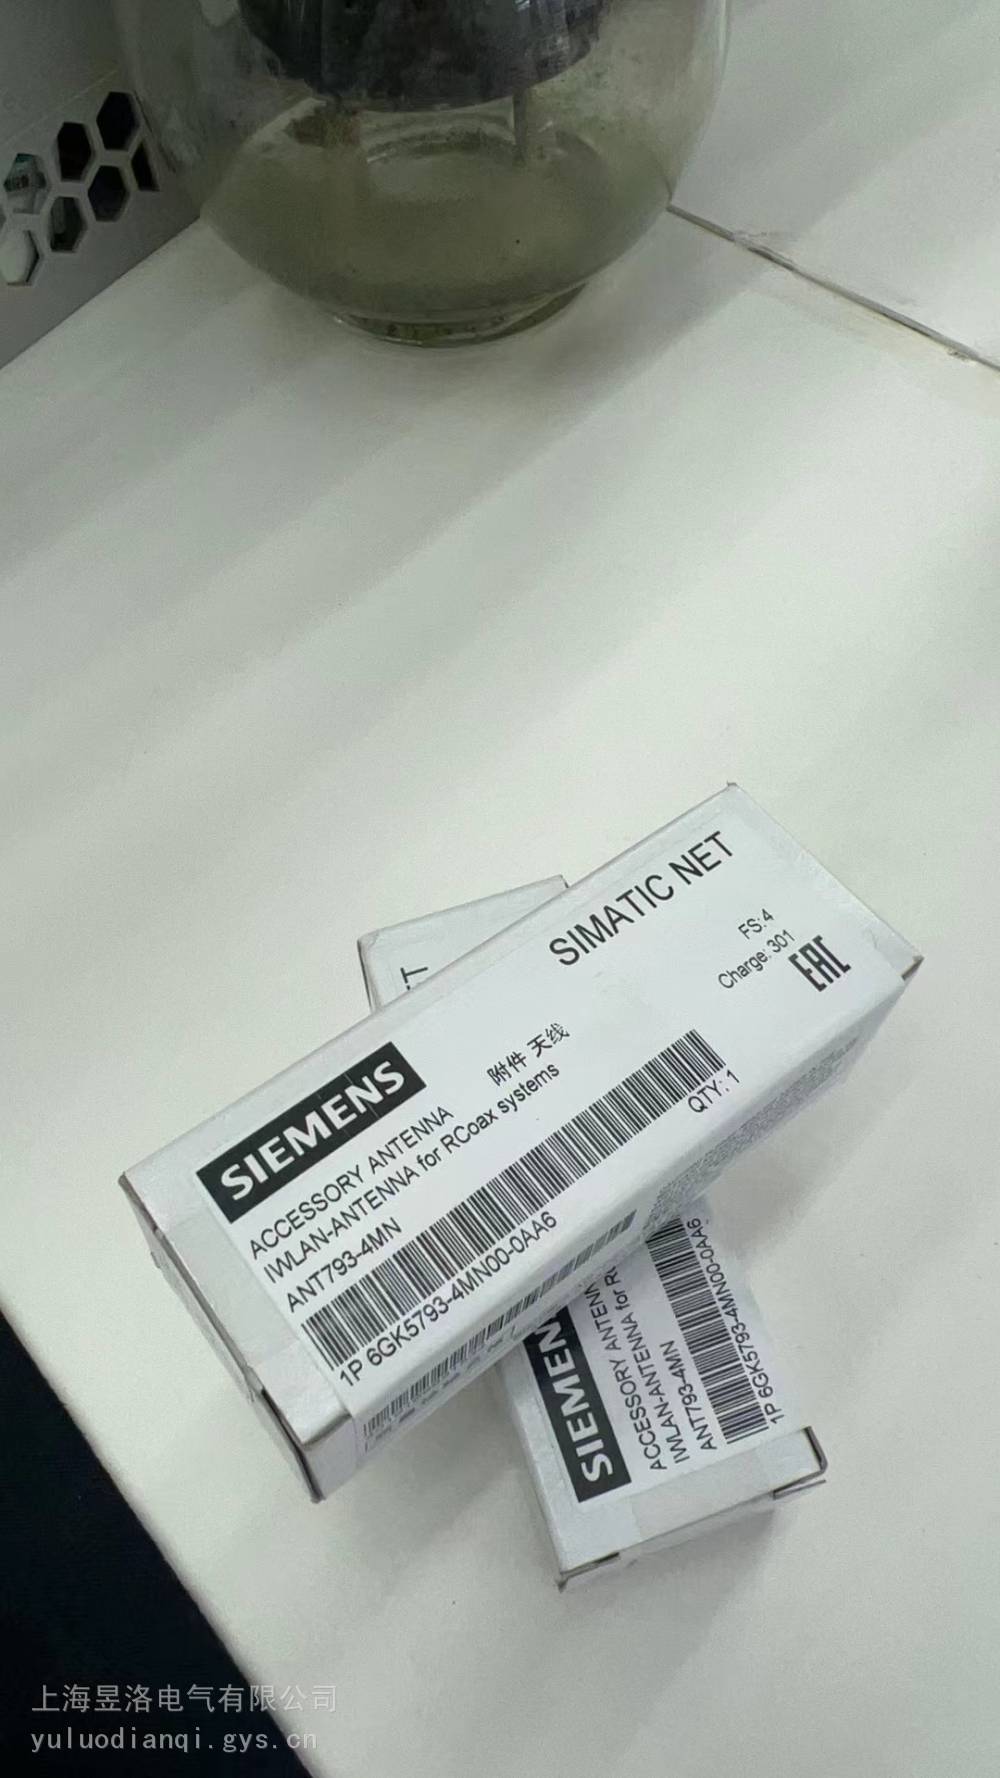 SIEMENS
SIMATIC NET
ACCESSORY ANTENNA 附件 天线
IWLAN-ANTENNA for RCoax systems
ANT793-4MN
FS: 4
Charge: 301
EAC
QTY: 1
1P 6GK5793-4MN00-0AA6
SIEMEN
ACCESSORY ANTENNA
IWLAN-ANTENNA for
ANT793-4MN
1P 6GK5793-4MN00-0AA6
上海昱洛电气有限公司
yuluodianqi.gys.cn